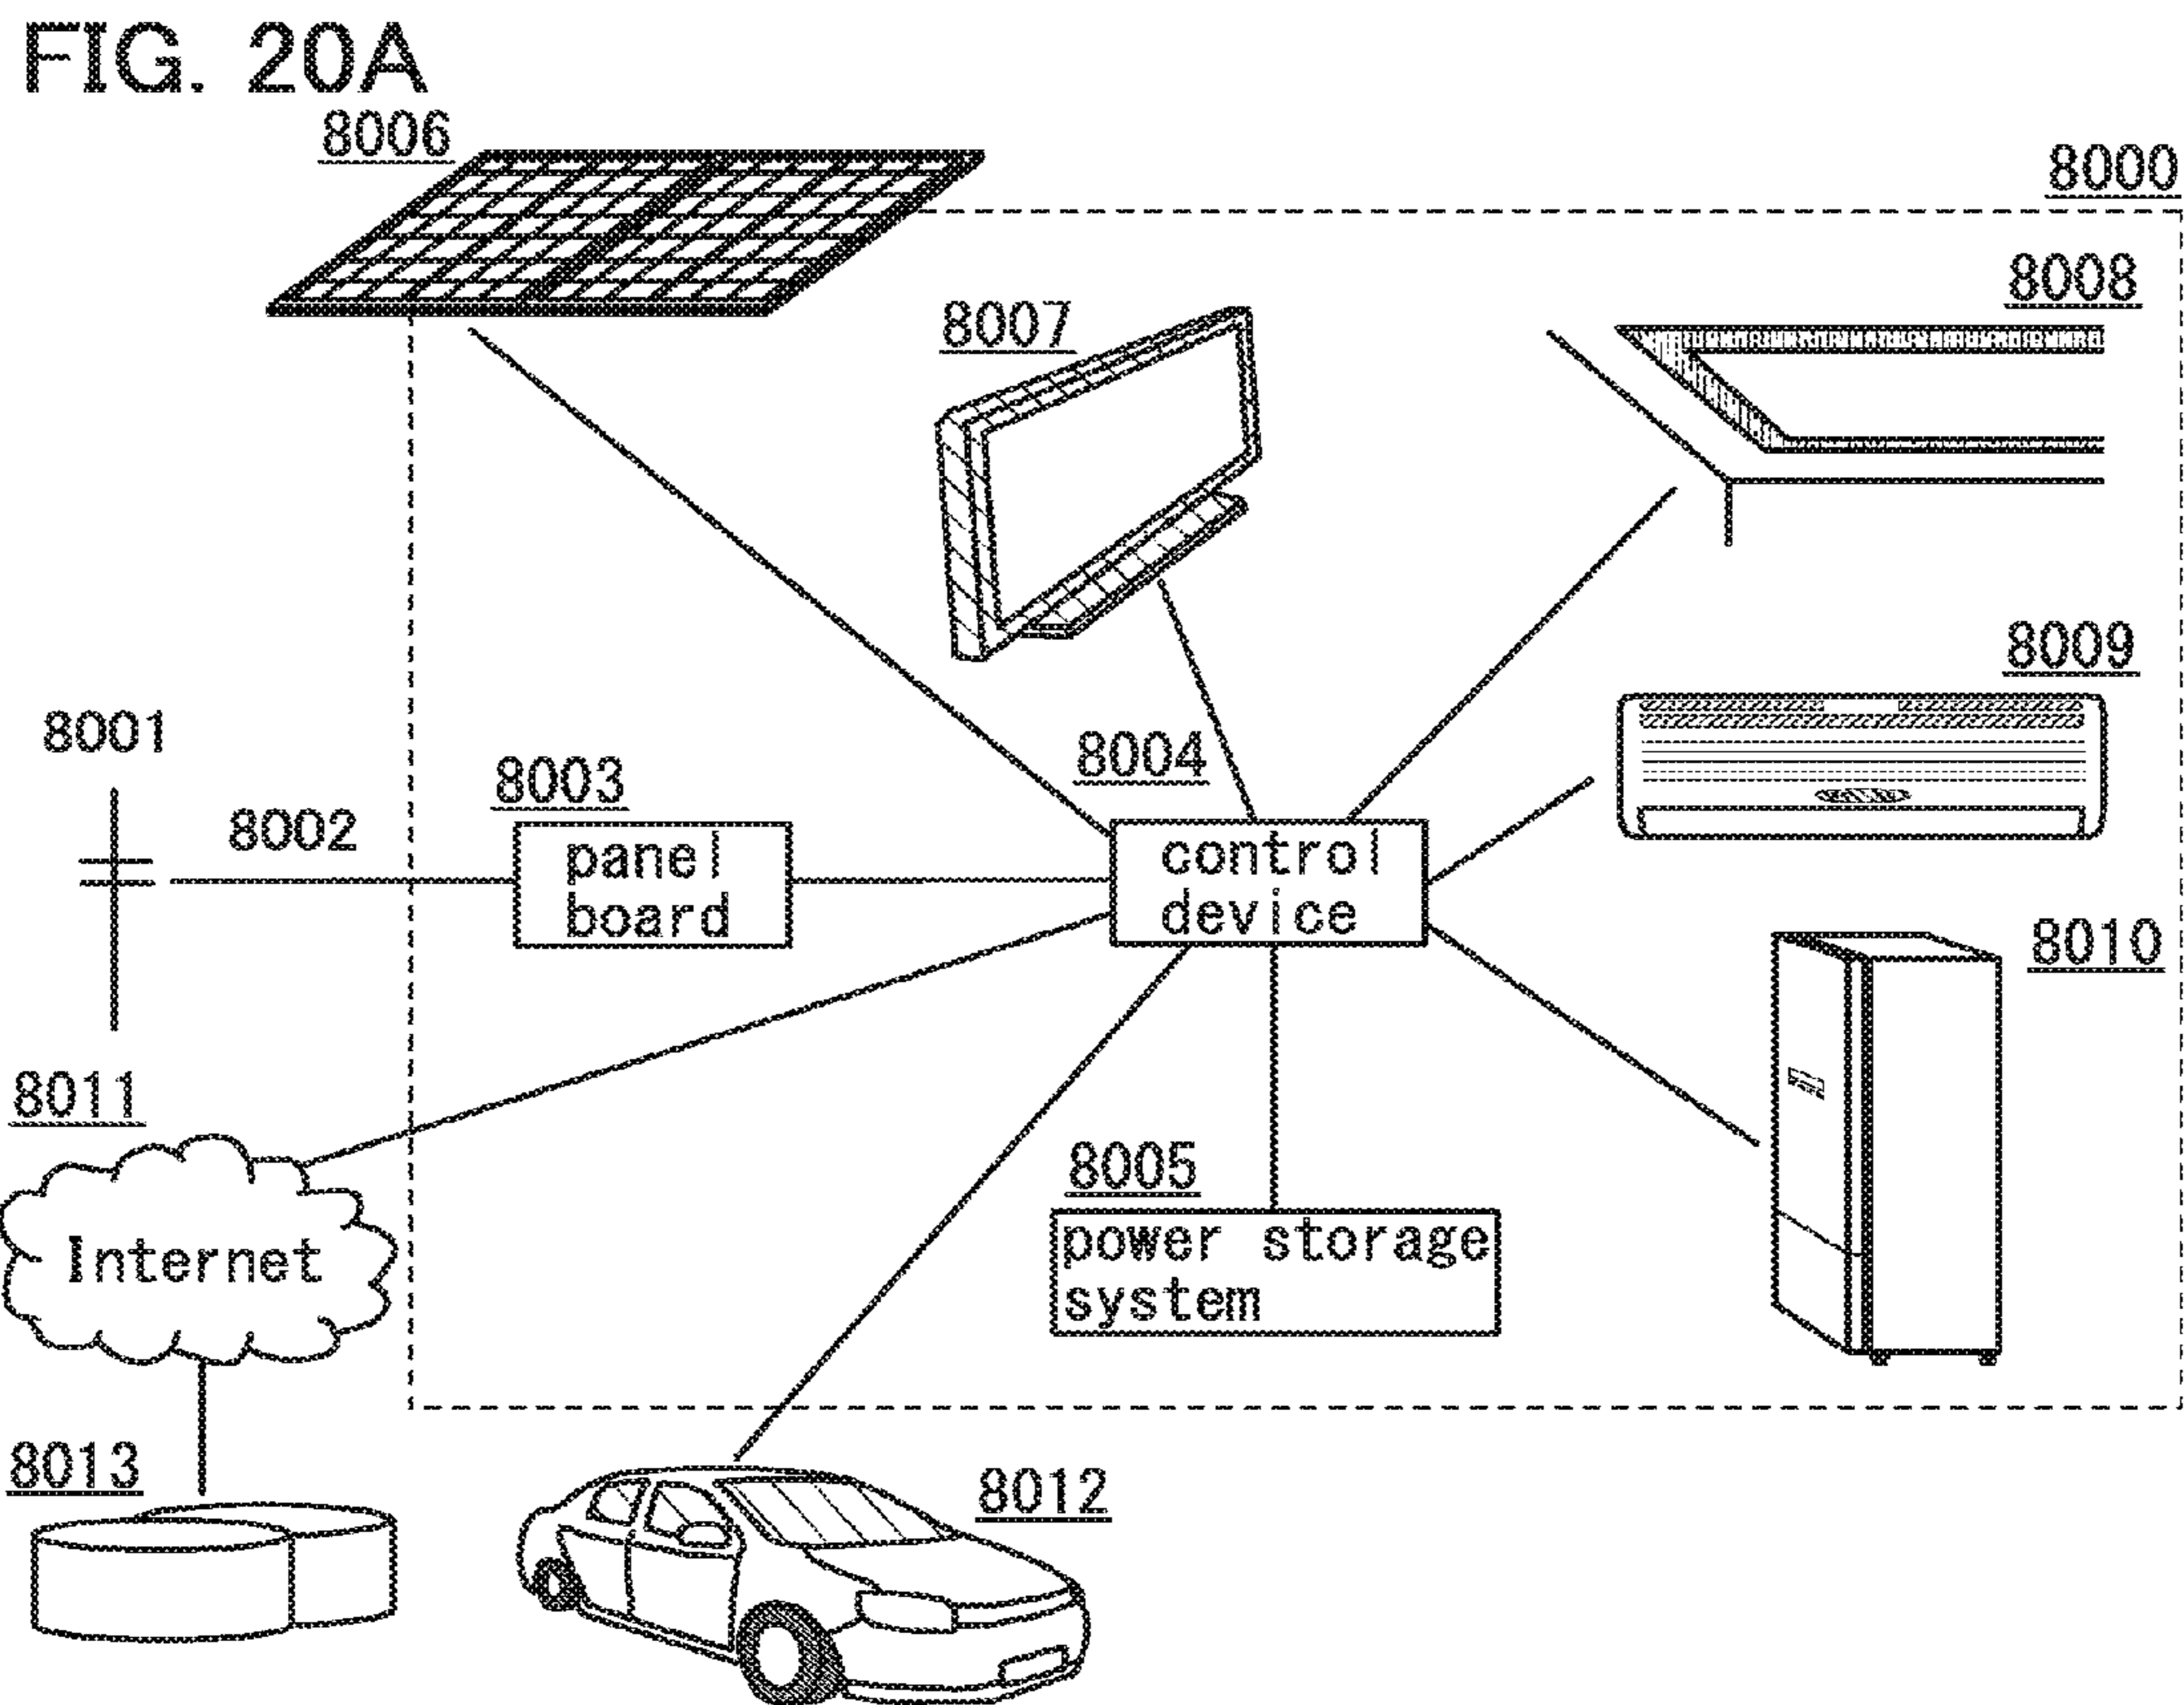 FIG. 20A
8006
8000
8008
8007
8009
8001
8004
8003
8002
panel
board
control
device
8010
8011
8005
Internet
power storage
system
8013
8012